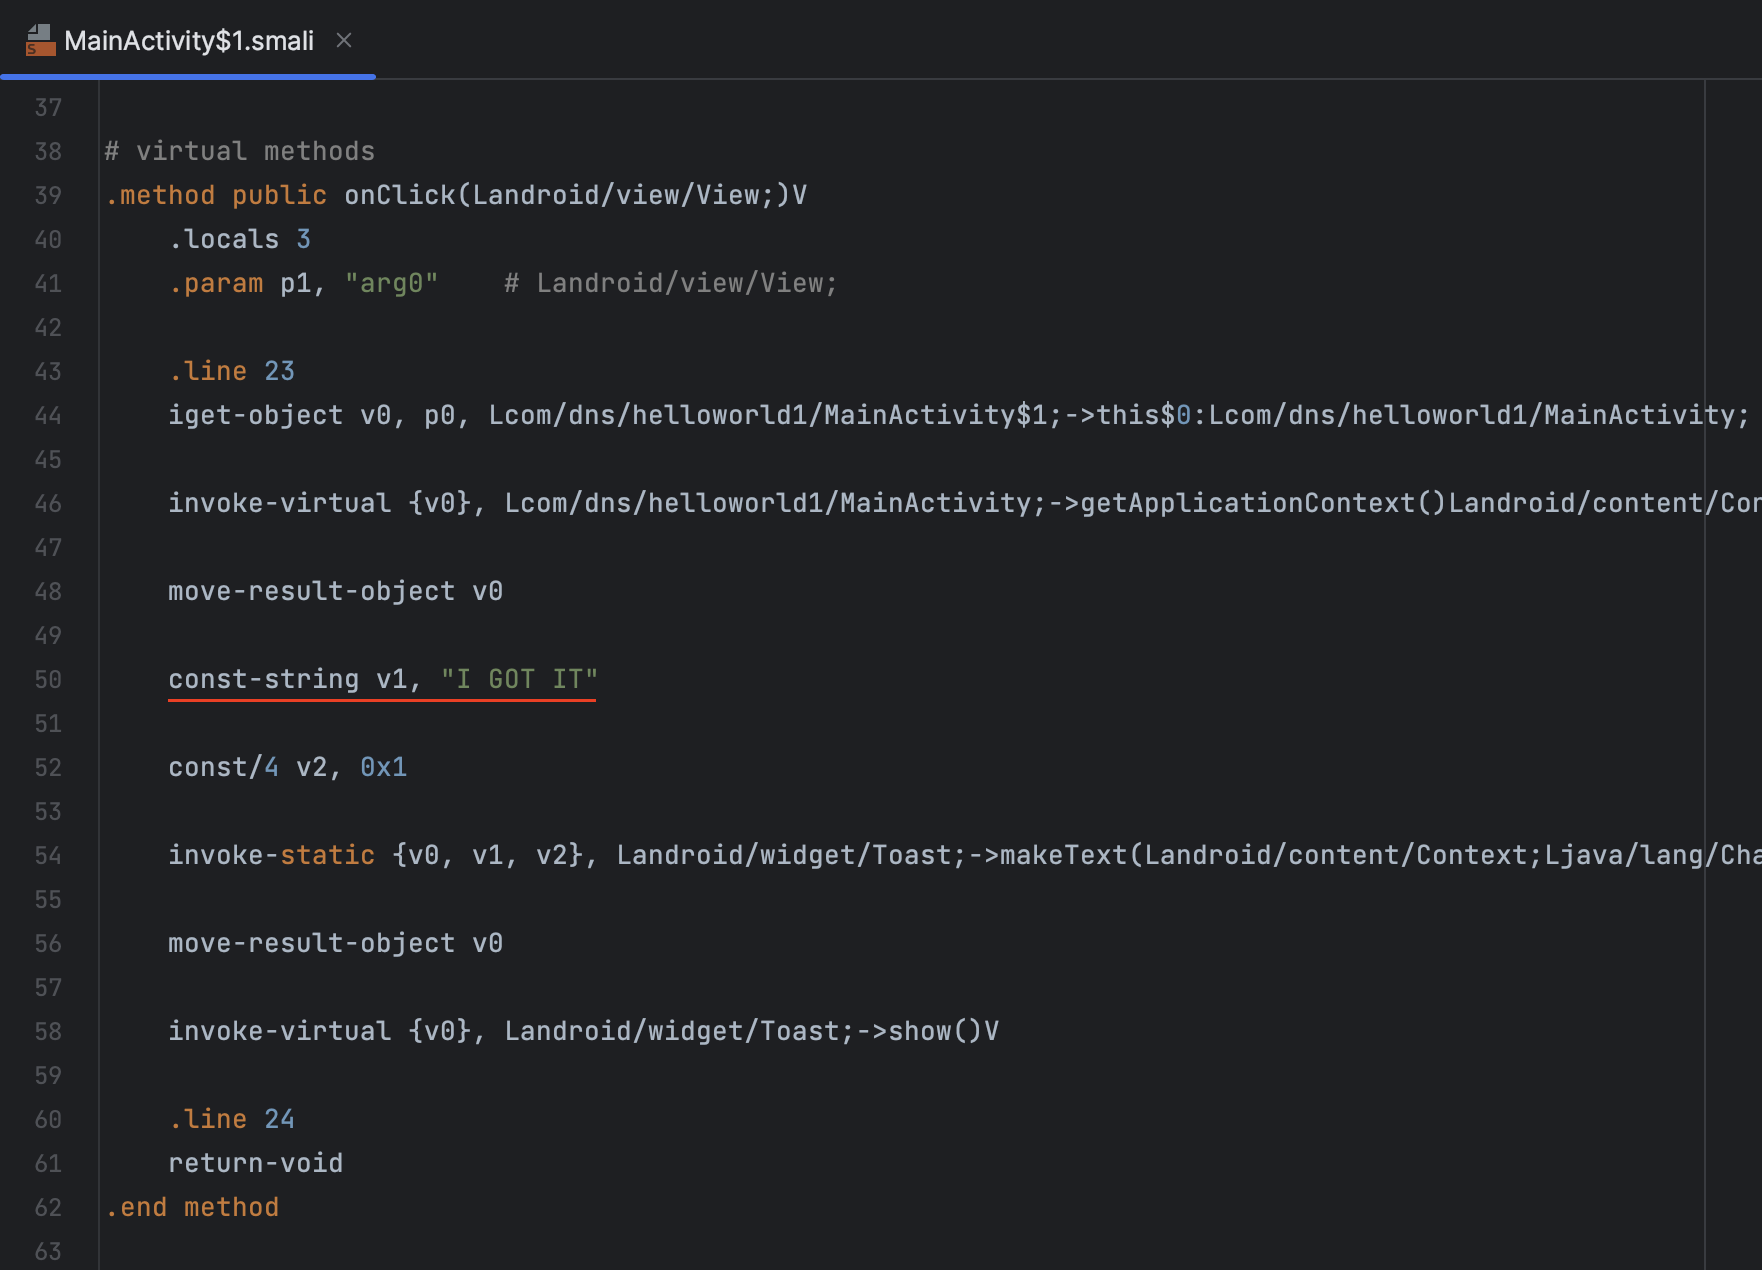 MainActivity$1.smali
37
38 # virtual methods
39 .method public onClick(Landroid/view/View;)V
40     .locals 3
41     .param p1, "arg0"    # Landroid/view/View;
42
43     .line 23
44     iget-object v0, p0, Lcom/dns/helloworld1/MainActivity$1;->this$0:Lcom/dns/helloworld1/MainActivity;
45
46     invoke-virtual {v0}, Lcom/dns/helloworld1/MainActivity;->getApplicationContext()Landroid/content/Con
47
48     move-result-object v0
49
50     const-string v1, "I GOT IT"
51
52     const/4 v2, 0x1
53
54     invoke-static {v0, v1, v2}, Landroid/widget/Toast;->makeText(Landroid/content/Context;Ljava/lang/Cha
55
56     move-result-object v0
57
58     invoke-virtual {v0}, Landroid/widget/Toast;->show()V
59
60     .line 24
61     return-void
62 .end method
63